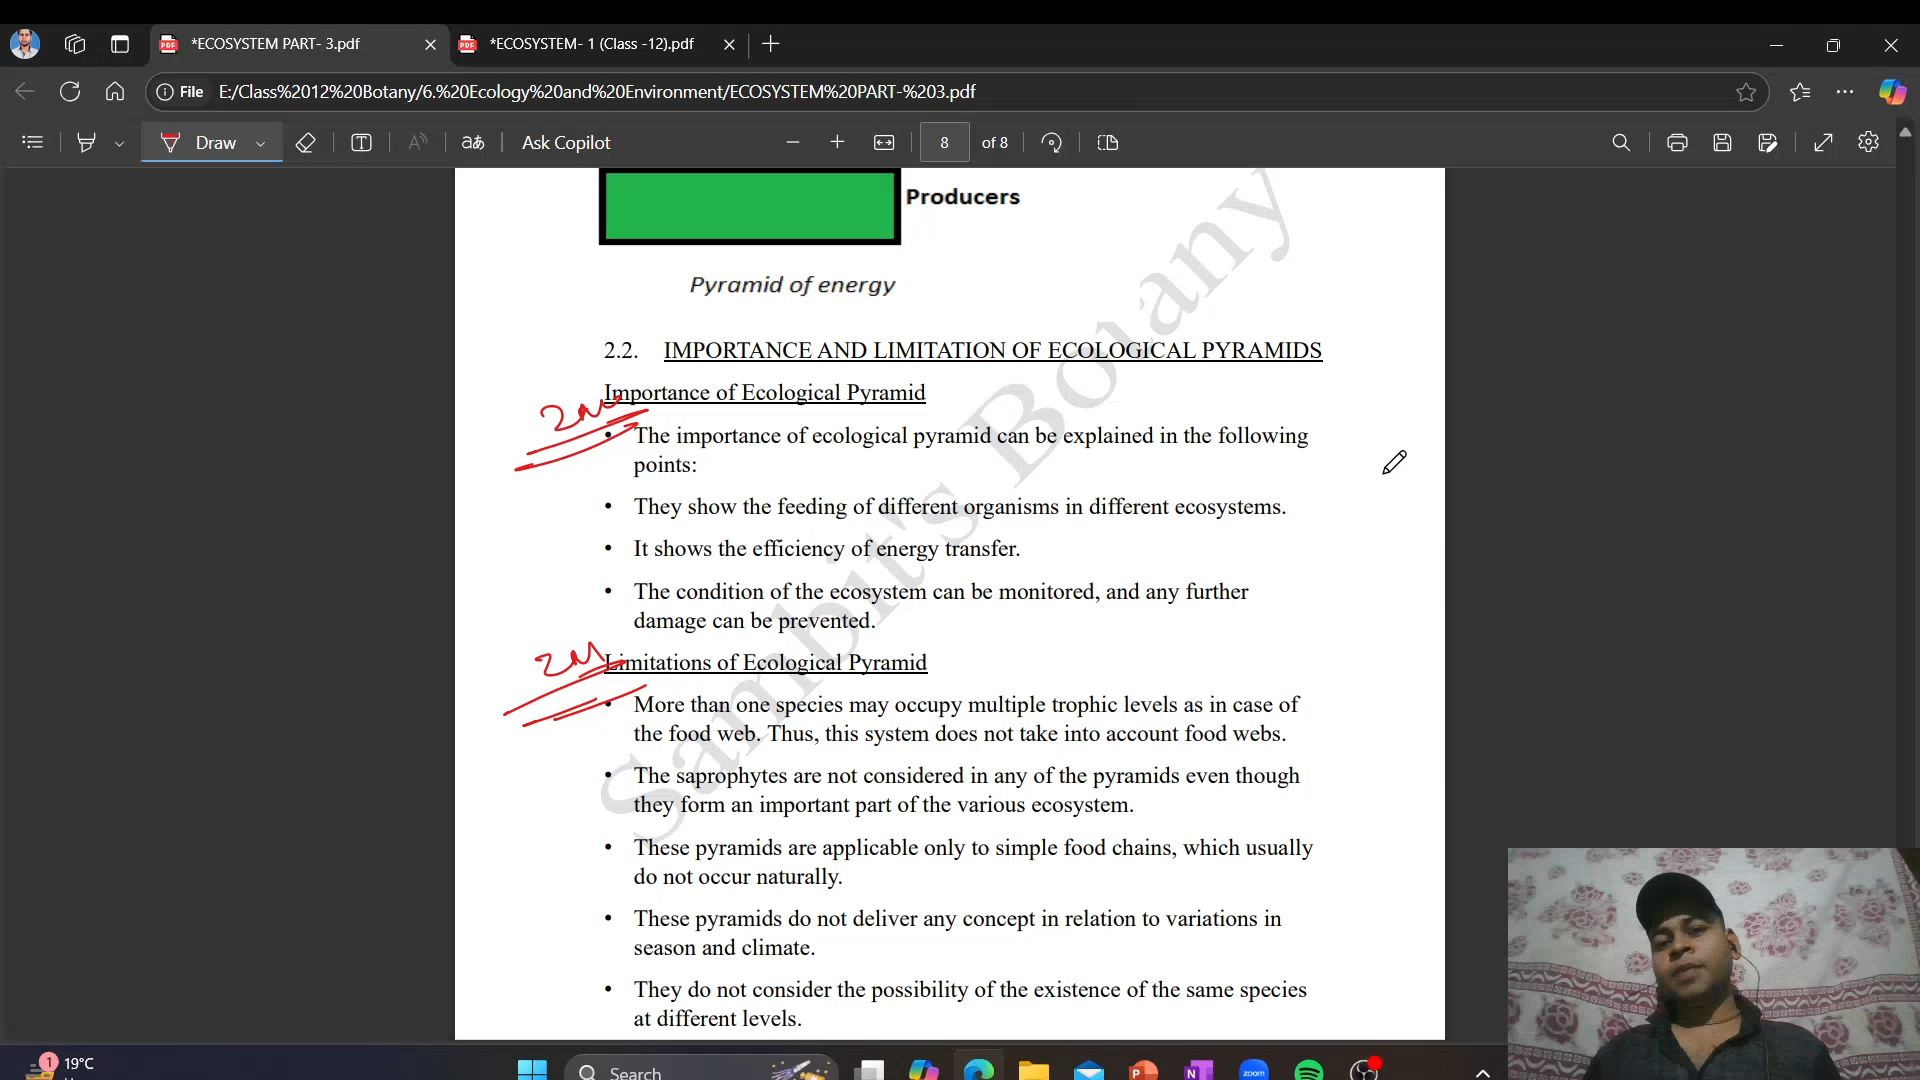 *ECOSYSTEM PART- 3.pdf
*ECOSYSTEM- 1 (Class -12).pdf
File E:/Class%2012%20Botany/6.%20Ecology%20and%20Environment/ECOSYSTEM%20PART-%203.pdf
Draw
T
A
aあ
Ask Copilot
8 of 8
Producers
Pyramid of energy
2.2. IMPORTANCE AND LIMITATION OF ECOLOGICAL PYRAMIDS
Importance of Ecological Pyramid
2M
• The importance of ecological pyramid can be explained in the following
points:
• They show the feeding of different organisms in different ecosystems.
• It shows the efficiency of energy transfer.
• The condition of the ecosystem can be monitored, and any further
damage can be prevented.
2M
Limitations of Ecological Pyramid
• More than one species may occupy multiple trophic levels as in case of
the food web. Thus, this system does not take into account food webs.
• The saprophytes are not considered in any of the pyramids even though
they form an important part of the various ecosystem.
• These pyramids are applicable only to simple food chains, which usually
do not occur naturally.
• These pyramids do not deliver any concept in relation to variations in
season and climate.
• They do not consider the possibility of the existence of the same species
at different levels.
Sambit's Botany
1
19°C
Search
P
N
zoom